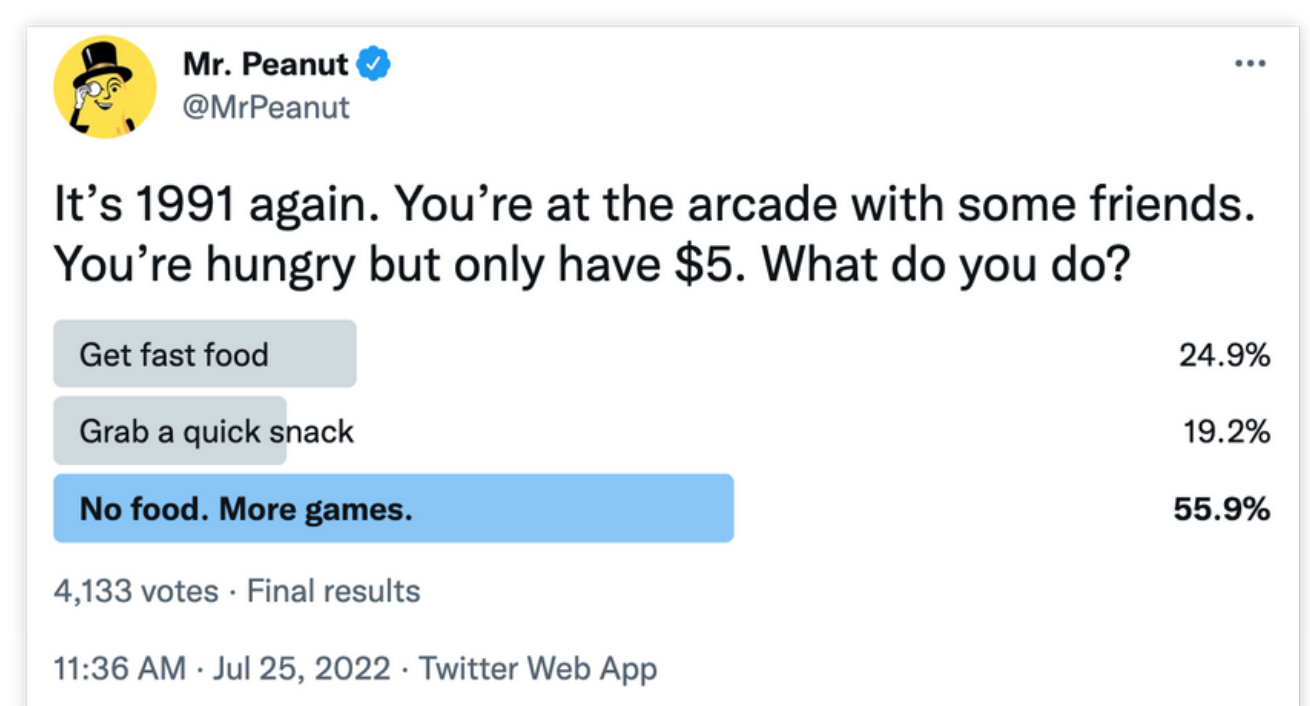 Mr. Peanut
@MrPeanut
It’s 1991 again. You’re at the arcade with some friends.
You’re hungry but only have $5. What do you do?
Get fast food 24.9%
Grab a quick snack 19.2%
No food. More games. 55.9%
4,133 votes · Final results
11:36 AM · Jul 25, 2022 · Twitter Web App